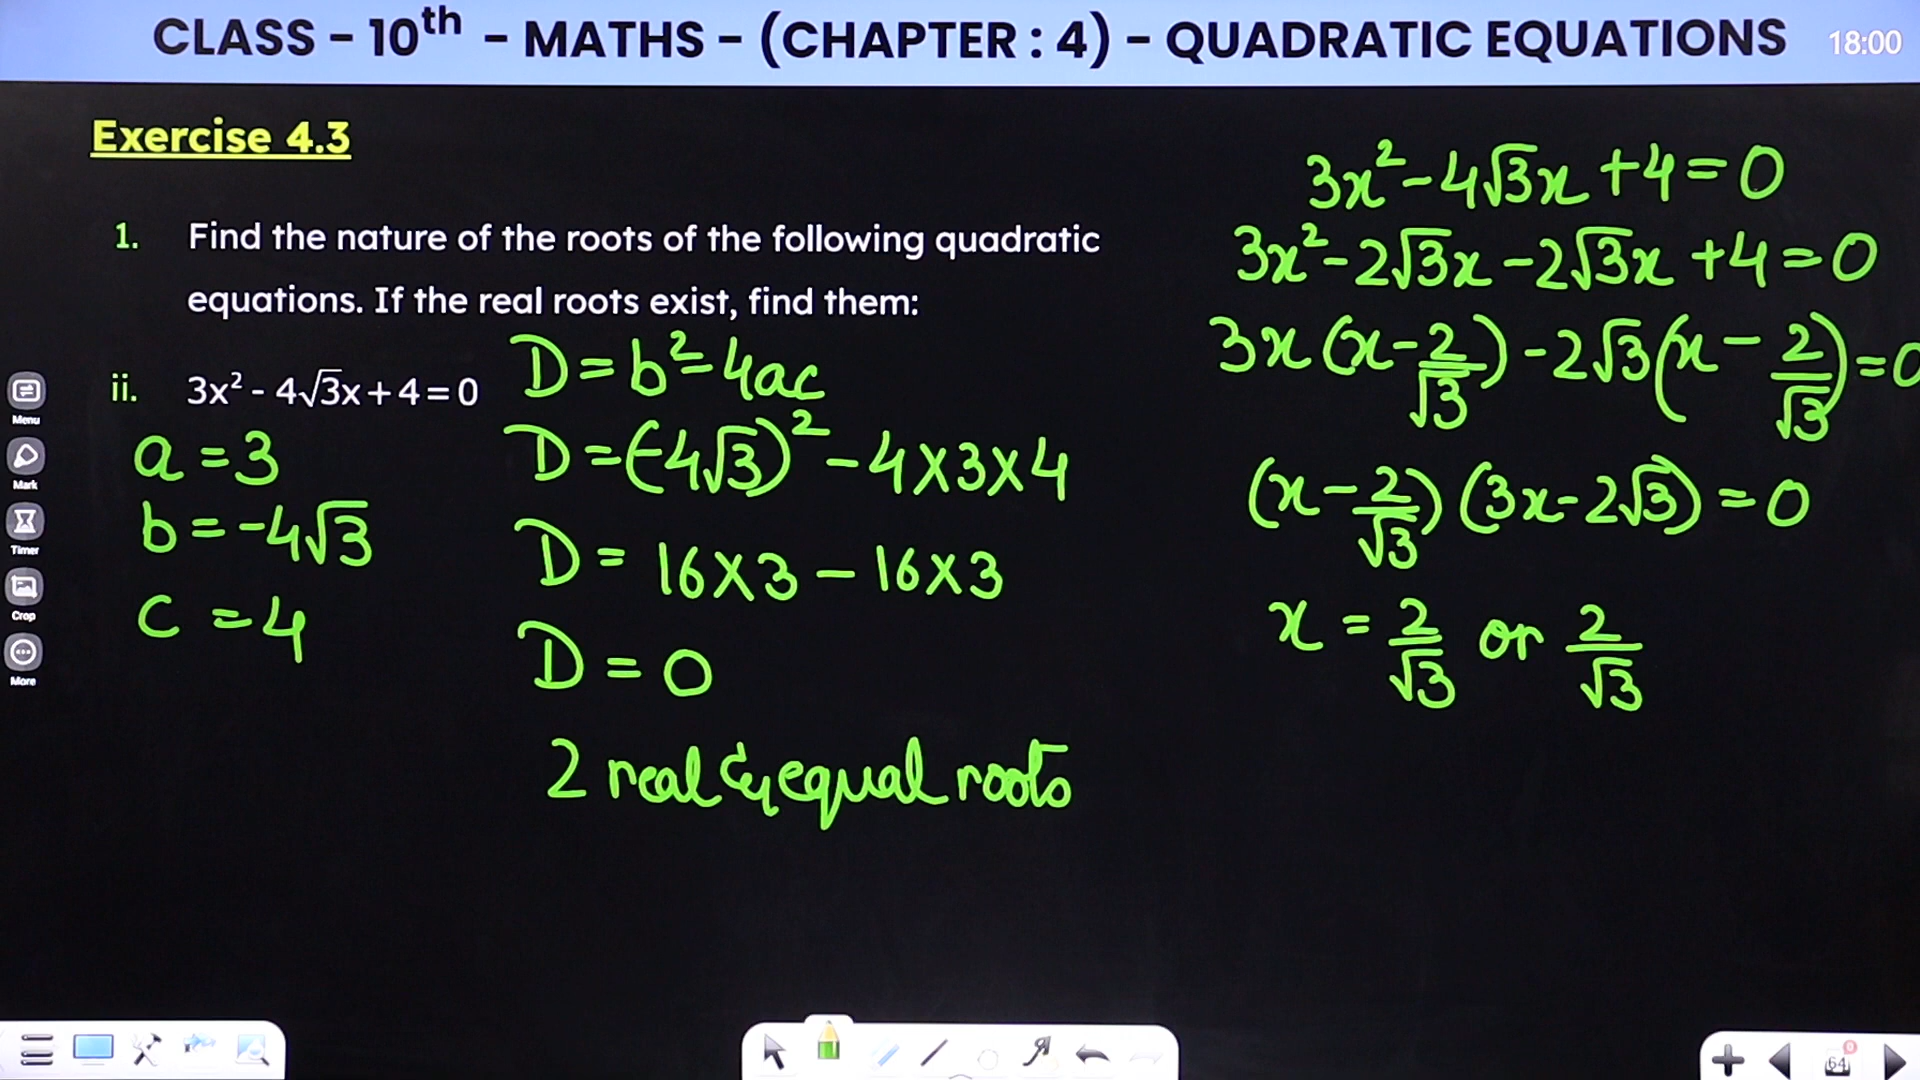 CLASS - 10th - MATHS - (CHAPTER : 4) - QUADRATIC EQUATIONS
18:00
Exercise 4.3
1. Find the nature of the roots of the following quadratic
equations. If the real roots exist, find them:
ii. 3x² - 4√3x + 4 = 0
a = 3
b = -4√3
c = 4
D = b² - 4ac
D = (-4√3)² - 4 × 3 × 4
D = 16 × 3 - 16 × 3
D = 0
2 real & equal roots
3x² - 4√3x + 4 = 0
3x² - 2√3x - 2√3x + 4 = 0
3x(x - 2/√3) - 2√3(x - 2/√3) = 0
(x - 2/√3) (3x - 2√3) = 0
x = 2/√3 or 2/√3
Menu
Mark
Timer
Crop
More
64